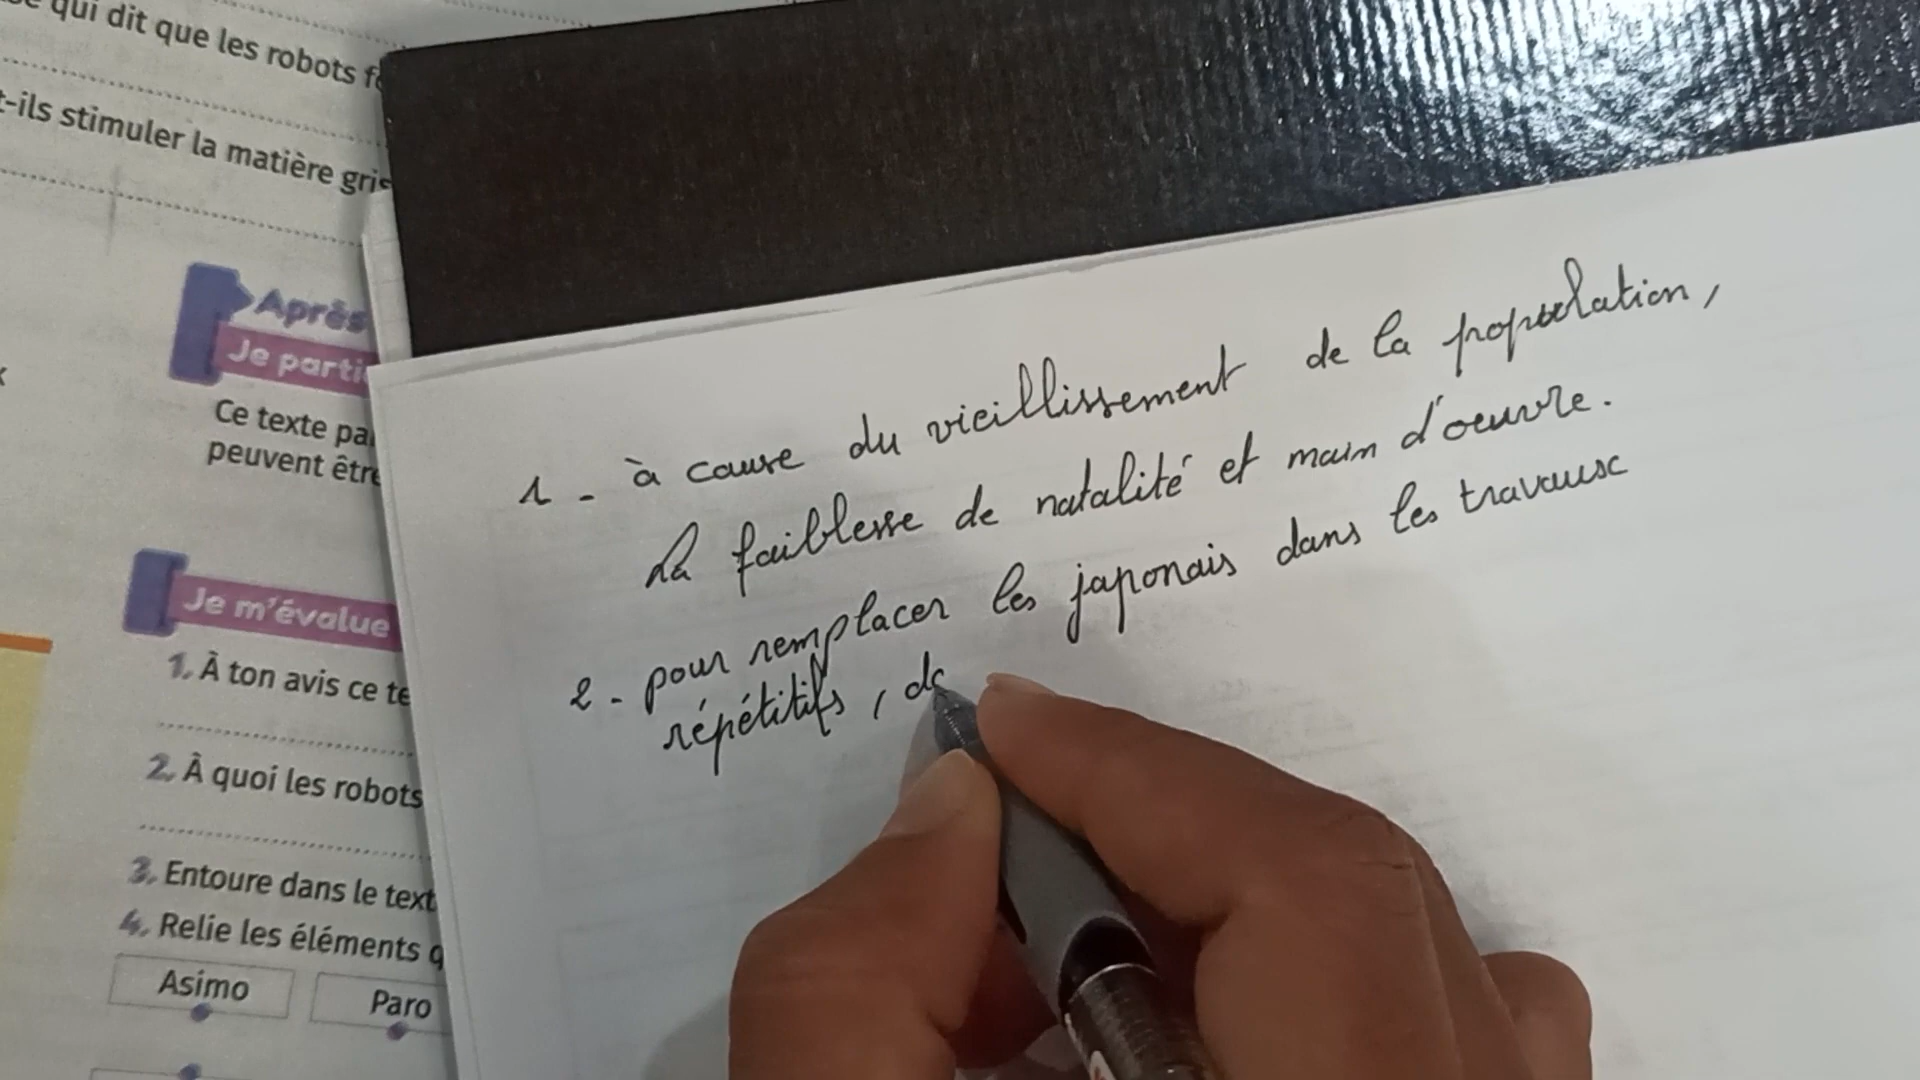 qui dit que les robots
t-ils stimuler la matière gris
Après
Je parti
Ce texte pa
peuvent être
Je m'évalue
1. À ton avis ce te
2. À quoi les robots
3. Entoure dans le text
4. Relie les éléments q
Asimo
Paro
1 - à cause du vieillissement de la population,
La faiblesse de natalité et main d'oeuvre.
2 - pour remplacer les japonais dans les travaux
répétitifs, de